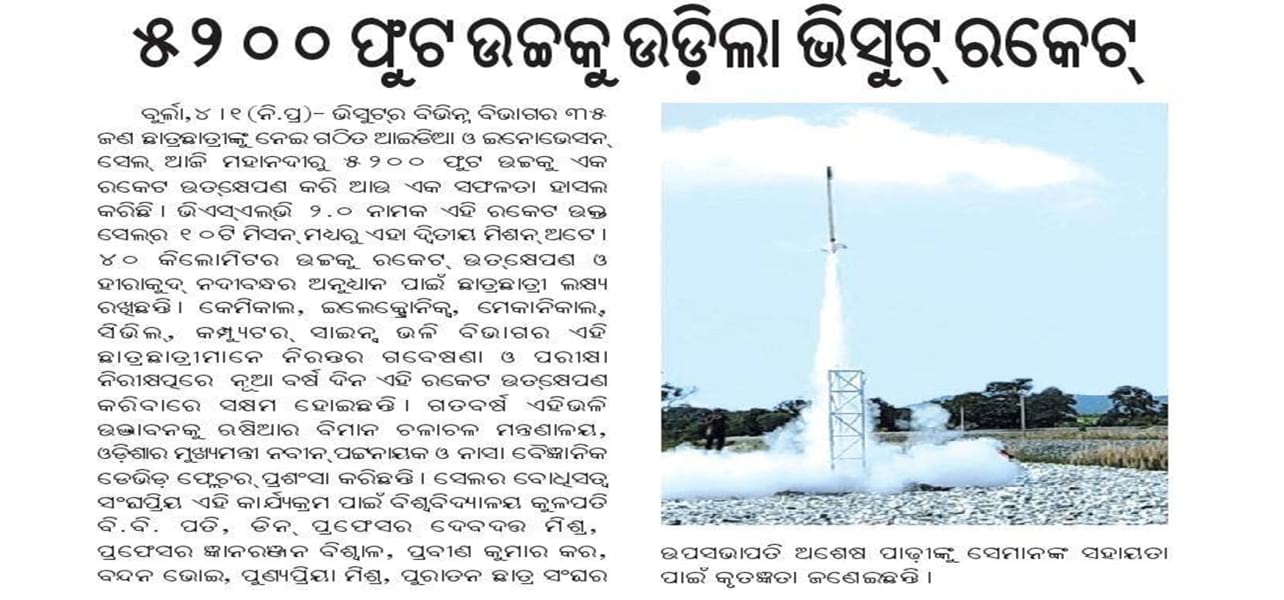 ୫୨୦୦ ଫୁଟ ଉଚ୍ଚକୁ ଉଡ଼ିଲା ଭିସୁଟ୍ ରକେଟ୍
ବୁର୍ଲା,୪ ।୧(ନି.ପ୍ର)– ଭିସୁଟ୍‌ର ବିଭିନ୍ନ ବିଭାଗର ୩୫
ଜଣ ଛାତ୍ରଛାତ୍ରୀଙ୍କୁ ନେଇ ଗଠିତ ଆଇଡିଆ ଓ ଇନୋଭେସନ୍
ସେଲ୍ ଆଜି ମହାନଦୀରୁ ୫୨୦୦ ଫୁଟ ଉଚ୍ଚକୁ ଏକ
ରକେଟ ଉତ୍‌କ୍ଷେପଣ କରି ଆଉ ଏକ ସଫଳତା ହାସଲ
କରିଛି। ଭିଏସ୍‌ଏଲ୍‌ଭି ୨.୦ ନାମକ ଏହି ରକେଟ ଉକ୍ତ
ସେଲ୍‌ର ୧୦ଟି ମିସନ୍ ମଧ୍ୟରୁ ଏହା ଦ୍ୱିତୀୟ ମିଶନ୍ ଅଟେ।
୪୦ କିଲୋମିଟର ଉଚ୍ଚକୁ ରକେଟ୍ ଉତ୍‌କ୍ଷେପଣ ଓ
ହୀରାକୁଦ୍ ନଦୀବନ୍ଧର ଅନୁଧ୍ୟାନ ପାଇଁ ଛାତ୍ରଛାତ୍ରୀ ଲକ୍ଷ୍ୟ
ରଖିଛନ୍ତି। କେମିକାଲ, ଇଲେକ୍ଟ୍ରୋନିକ୍ସ, ମେକାନିକାଲ,
ସିଭିଲ୍, କମ୍ପ୍ୟୁଟର୍ ସାଇନ୍ସ ଭଳି ବିଭାଗର ଏହି
ଛାତ୍ରଛାତ୍ରୀମାନେ ନିରନ୍ତର ଗବେଷଣା ଓ ପରୀକ୍ଷା
ନିରୀକ୍ଷପରେ ନୂଆ ବର୍ଷ ଦିନ ଏହି ରକେଟ ଉତ୍‌କ୍ଷେପଣ
କରିବାରେ ସକ୍ଷମ ହୋଇଛନ୍ତି। ଗତବର୍ଷ ଏହିଭଳି
ଉଦ୍ଭାବନକୁ ଋଷିଆର ବିମାନ ଚଳାଚଳ ମନ୍ତ୍ରଣାଳୟ,
ଓଡ଼ିଶାର ମୁଖ୍ୟମନ୍ତ୍ରୀ ନବୀନ୍ ପଟ୍ଟନାୟକ ଓ ନାସା ବୈଜ୍ଞାନିକ
ଡେଭିଡ୍ ଫ୍ଲେଚର୍ ପ୍ରଶଂସା କରିଛନ୍ତି। ସେଲର ବୋଧିସତ୍ତ୍ୱ
ସଂଘପ୍ରିୟ ଏହି କାର୍ଯ୍ୟକ୍ରମ ପାଇଁ ବିଶ୍ୱବିଦ୍ୟାଳୟ କୁଳପତି
ବି.ବି. ପତି, ଡିନ୍ ପ୍ରଫେସର ଦେବଦତ୍ତ ମିଶ୍ର,
ପ୍ରଫେସର ଜ୍ଞାନରଞ୍ଜନ ବିଶ୍ୱାଳ, ପ୍ରବୀଣ କୁମାର କର,
ବନ୍ଦନ ଭୋଇ, ପୁଣ୍ୟପ୍ରିୟା ମିଶ୍ର, ପୁରାତନ ଛାତ୍ର ସଂଘର
ଉପସଭାପତି ଅଶେଷ ପାଢ଼ୀଙ୍କୁ ସେମାନଙ୍କ ସହାୟତା
ପାଇଁ କୃତଜ୍ଞତା ଜଣେଇଛନ୍ତି।